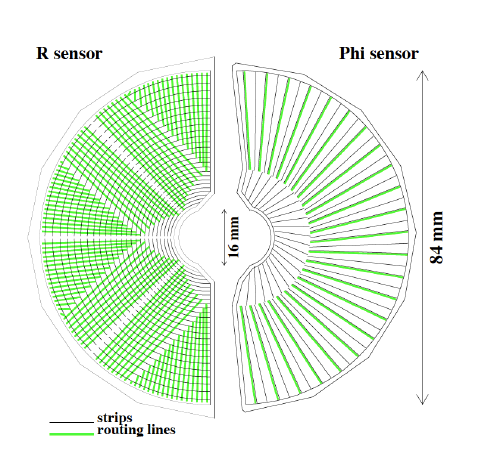 R sensor
Phi sensor
16 mm
84 mm
strips
routing lines